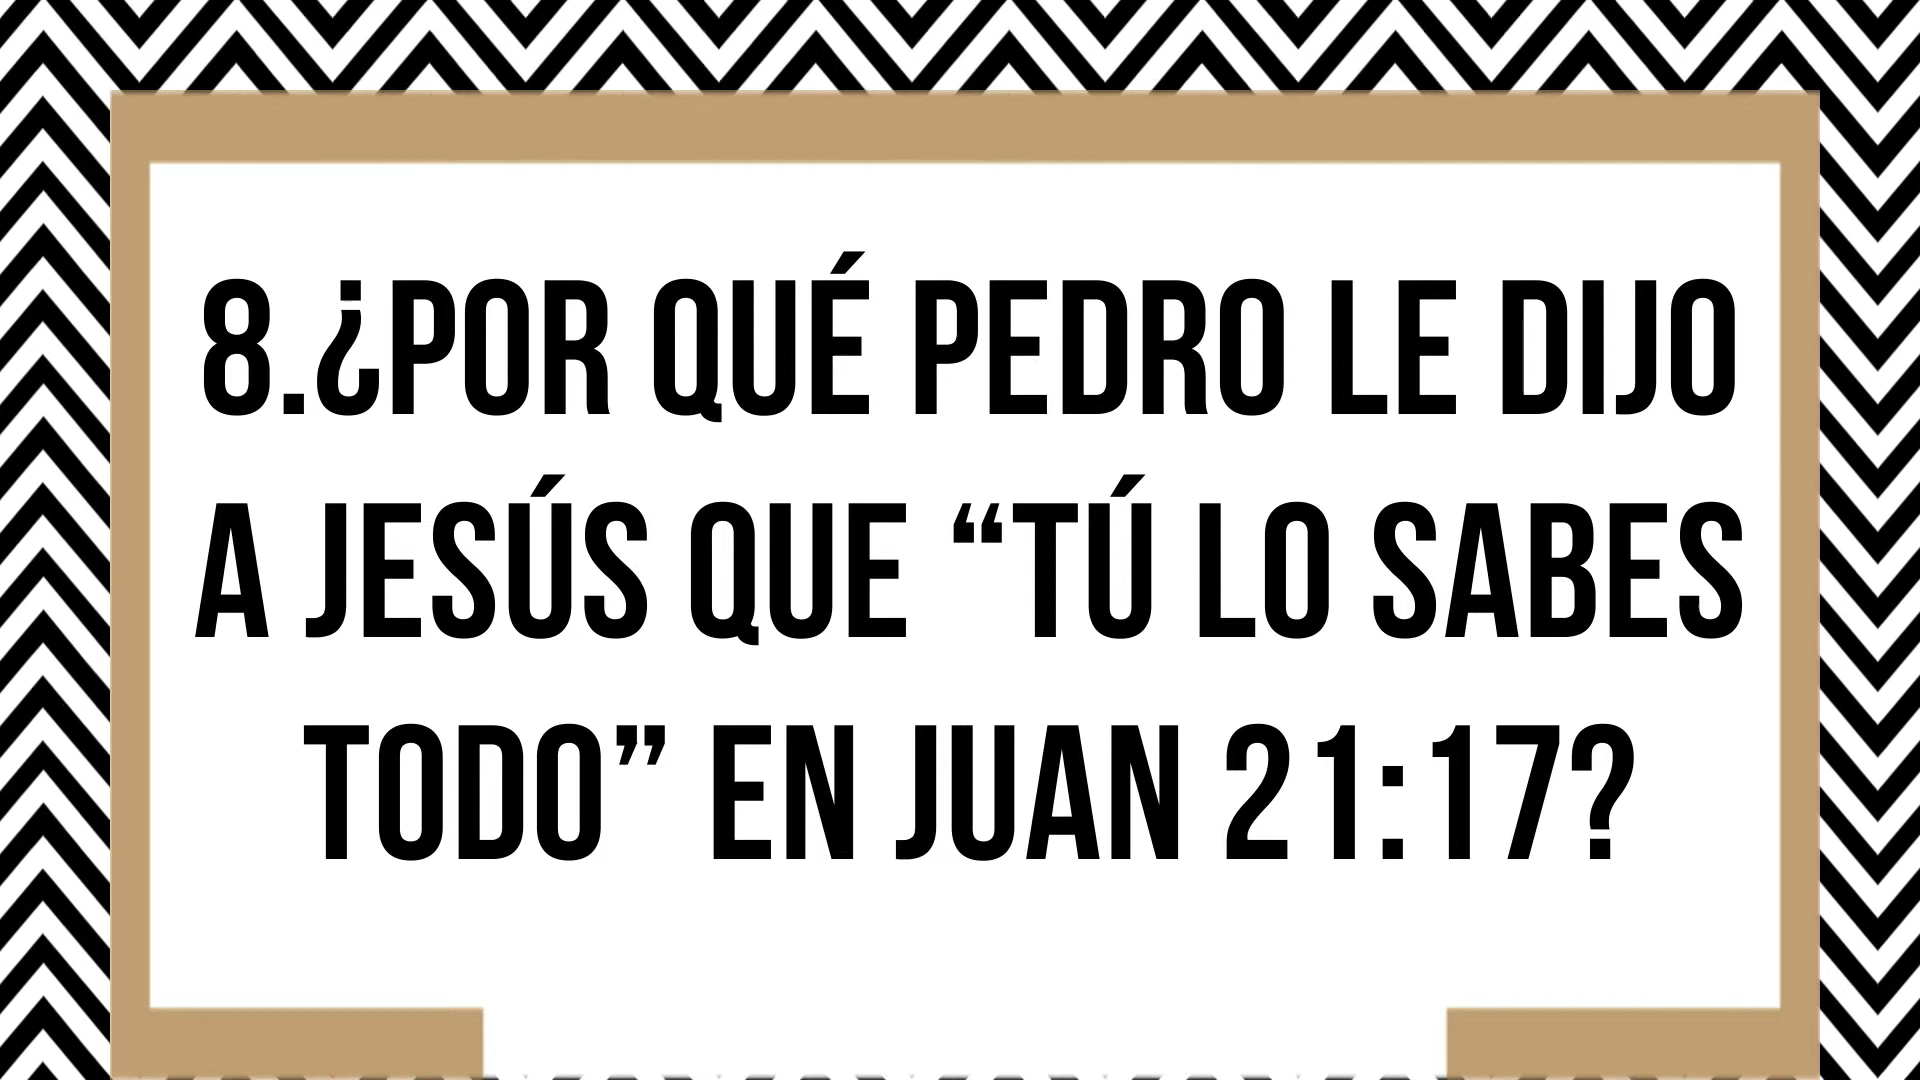 8.¿POR QUÉ PEDRO LE DIJO
A JESÚS QUE “TÚ LO SABES
TODO” EN JUAN 21:17?